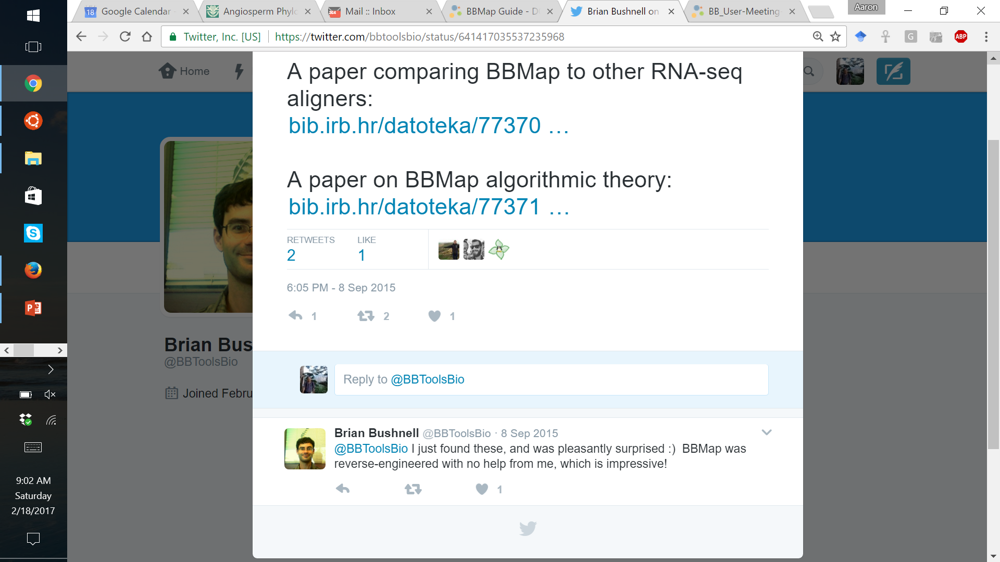 Google Calendar
Angiosperm Phylo
Mail :: Inbox
BBMap Guide - D
Brian Bushnell on
BB_User-Meeting
Aaron
Twitter, Inc. [US]
https://twitter.com/bbtoolsbio/status/641417035537235968
G
ABP
Home
A paper comparing BBMap to other RNA-seq
aligners:
bib.irb.hr/datoteka/77370 …
A paper on BBMap algorithmic theory:
bib.irb.hr/datoteka/77371 …
RETWEETS
2
LIKE
1
6:05 PM - 8 Sep 2015
1
2
1
Brian Bus
@BBToolsBio
Joined Febru
Reply to @BBToolsBio
Brian Bushnell @BBToolsBio · 8 Sep 2015
@BBToolsBio I just found these, and was pleasantly surprised :)  BBMap was
reverse-engineered with no help from me, which is impressive!
1
9:02 AM
Saturday
2/18/2017